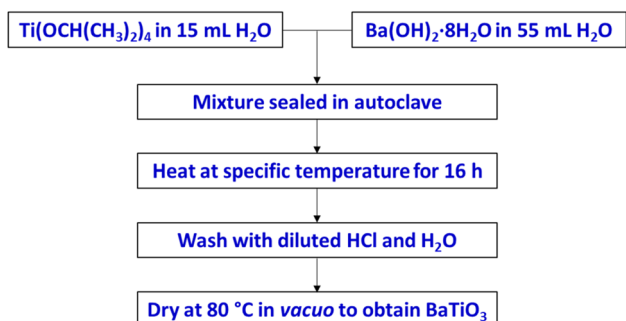 Ti(OCH(CH₃)₂)₄ in 15 mL H₂O
Ba(OH)₂·8H₂O in 55 mL H₂O
Mixture sealed in autoclave
Heat at specific temperature for 16 h
Wash with diluted HCl and H₂O
Dry at 80 °C in vacuo to obtain BaTiO₃